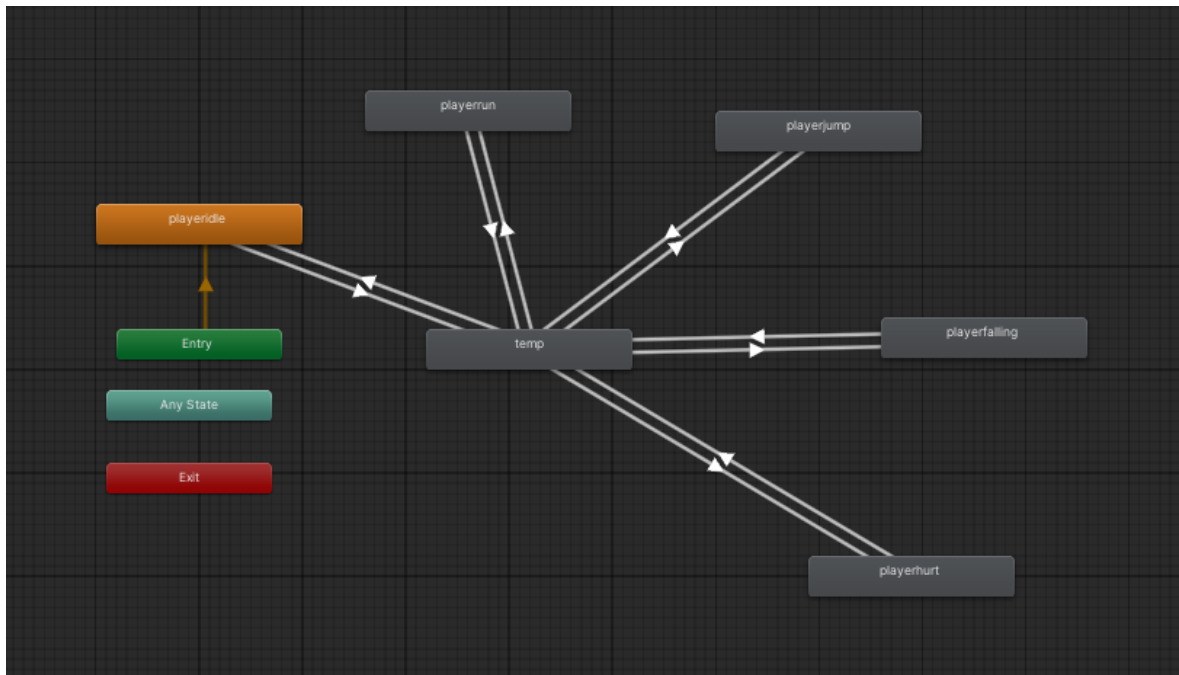 playerrun
playerjump
playeridle
Entry
temp
playerfalling
Any State
Exit
playerhurt